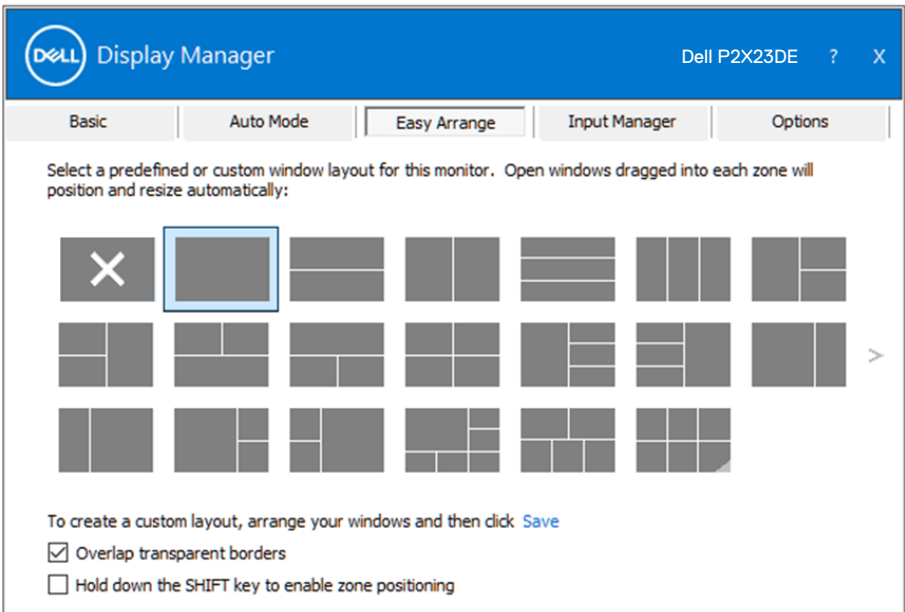 DELL Display Manager Dell P2X23DE ? X
Basic Auto Mode Easy Arrange Input Manager Options
Select a predefined or custom window layout for this monitor. Open windows dragged into each zone will
position and resize automatically:
>
To create a custom layout, arrange your windows and then click Save
Overlap transparent borders
Hold down the SHIFT key to enable zone positioning